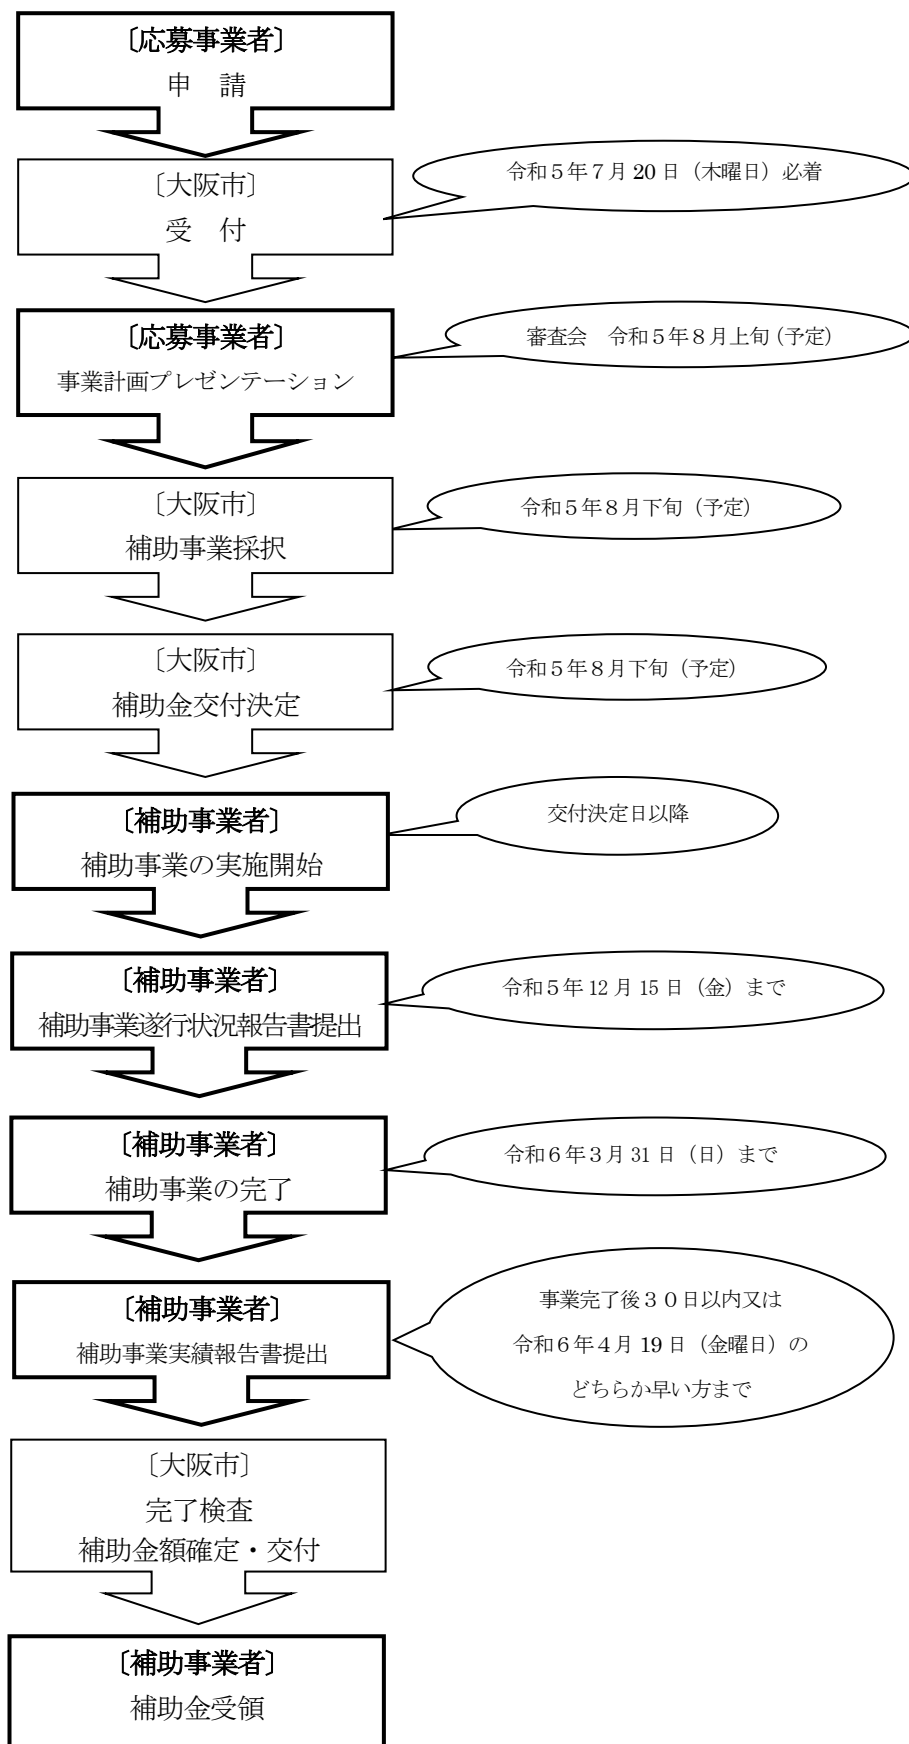 〔応募事業者〕
申　請
〔大阪市〕
受　付
令和５年７月 20 日（木曜日）必着
〔応募事業者〕
事業計画プレゼンテーション
審査会　令和５年８月上旬（予定）
〔大阪市〕
補助事業採択
令和５年８月下旬（予定）
〔大阪市〕
補助金交付決定
令和５年８月下旬（予定）
〔補助事業者〕
補助事業の実施開始
交付決定日以降
〔補助事業者〕
補助事業遂行状況報告書提出
令和５年 12 月 15 日（金）まで
〔補助事業者〕
補助事業の完了
令和６年３月 31 日（日）まで
〔補助事業者〕
補助事業実績報告書提出
事業完了後３０日以内又は
令和６年４月 19 日（金曜日）の
どちらか早い方まで
〔大阪市〕
完了検査
補助金額確定・交付
〔補助事業者〕
補助金受領